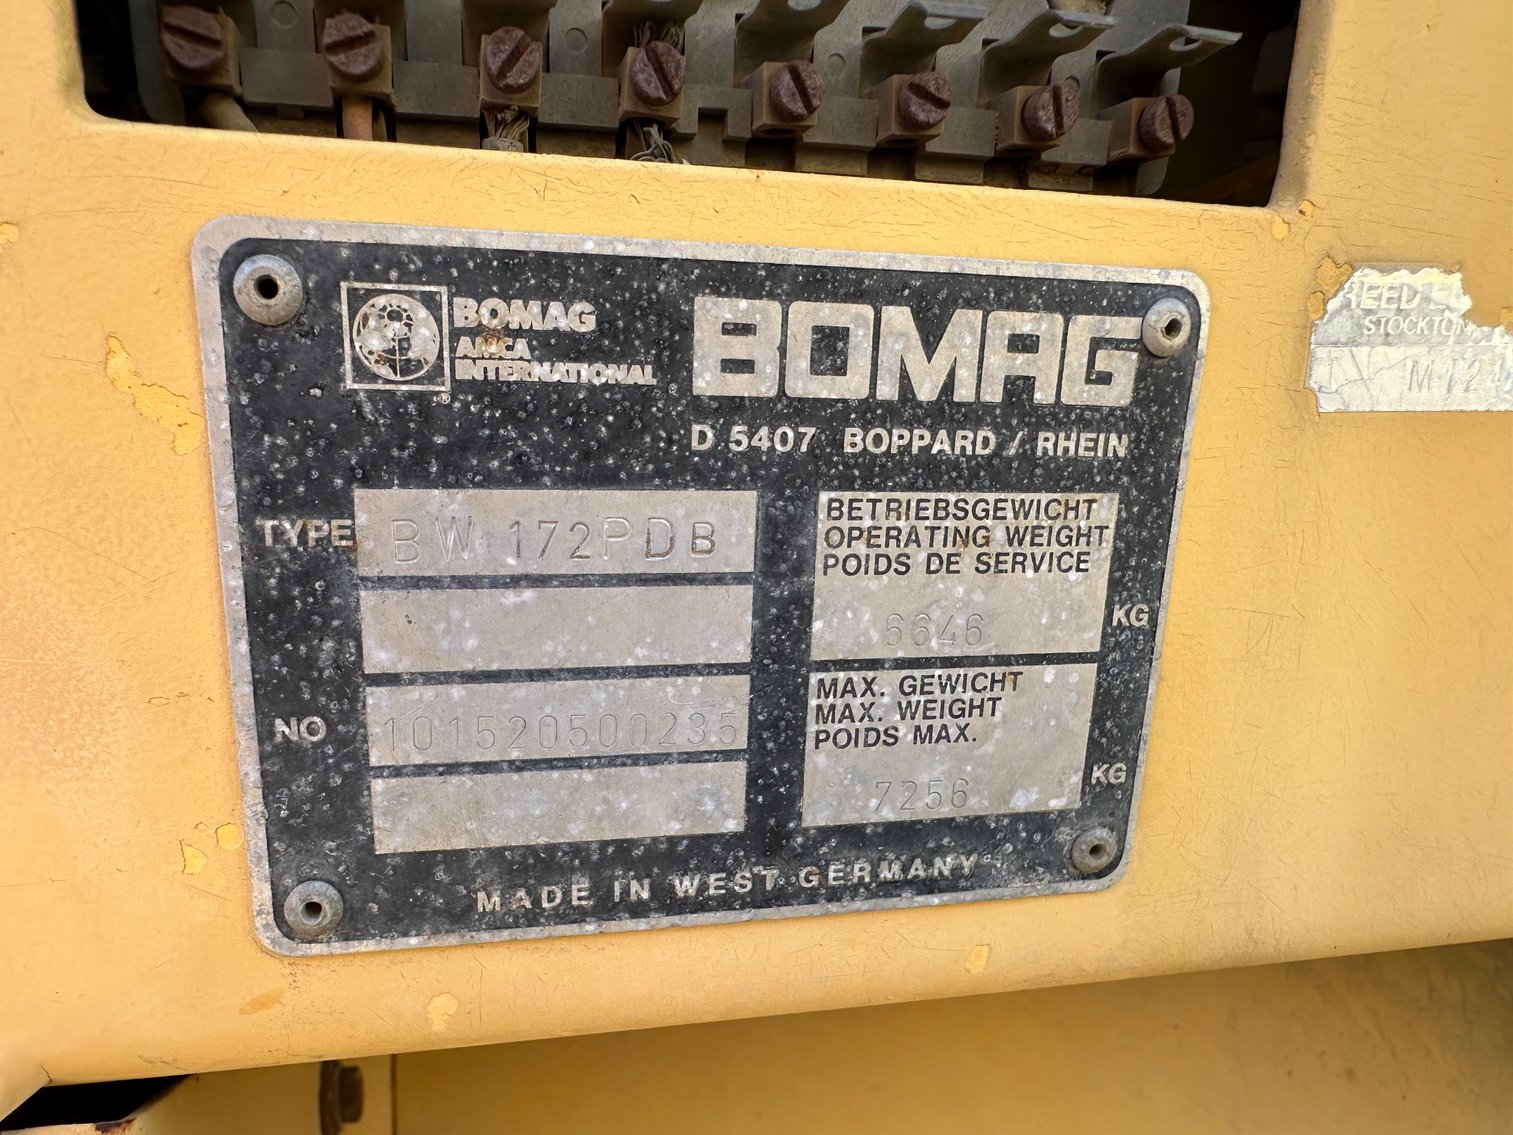 BOMAG
AMCA
INTERNATIONAL
BOMAG
D 5407 BOPPARD / RHEIN
TYPE BW 172PDB
BETRIEBSGEWICHT
OPERATING WEIGHT
POIDS DE SERVICE
6646 KG
NO 101520500235
MAX. GEWICHT
MAX. WEIGHT
POIDS MAX.
7256 KG
MADE IN WEST GERMANY
STOCKTON